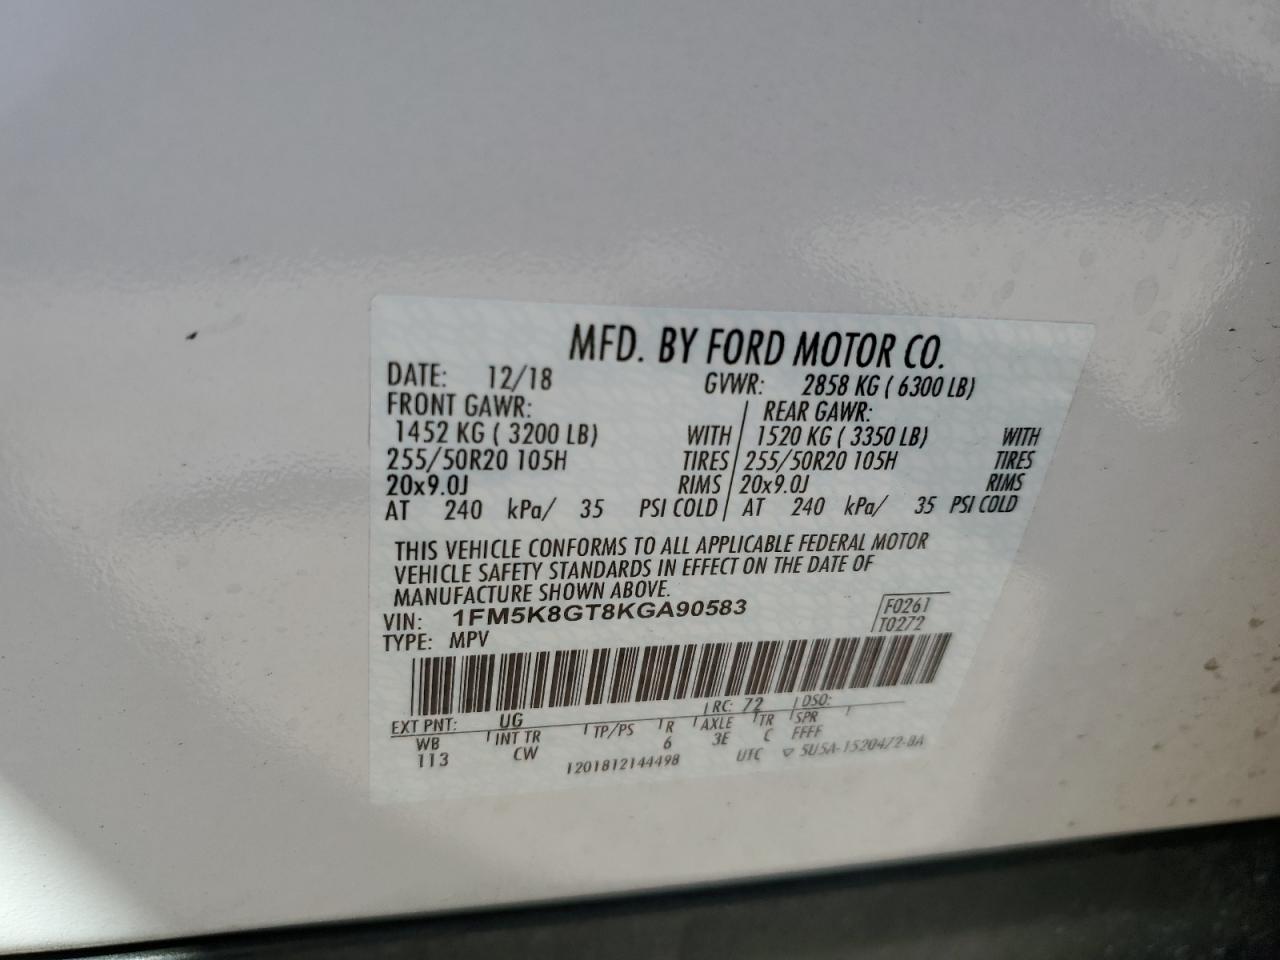 MFD. BY FORD MOTOR CO.
DATE: 12/18 GVWR: 2858 KG ( 6300 LB)
FRONT GAWR: REAR GAWR:
1452 KG ( 3200 LB) WITH 1520 KG ( 3350 LB) WITH
255/50R20 105H TIRES 255/50R20 105H TIRES
20x9.0J RIMS 20x9.0J RIMS
AT 240 kPa/ 35 PSI COLD AT 240 kPa/ 35 PSI COLD
THIS VEHICLE CONFORMS TO ALL APPLICABLE FEDERAL MOTOR
VEHICLE SAFETY STANDARDS IN EFFECT ON THE DATE OF
MANUFACTURE SHOWN ABOVE.
VIN: 1FM5K8GT8KGA90583 F0261
TYPE: MPV T0272
EXT PNT: UG RC: 72 DSO:
WB INT TR TP/PS R AXLE TR SPR
113 CW 6 3E C FFFF
1201812144498 UTC 5U5A-1520472-BA